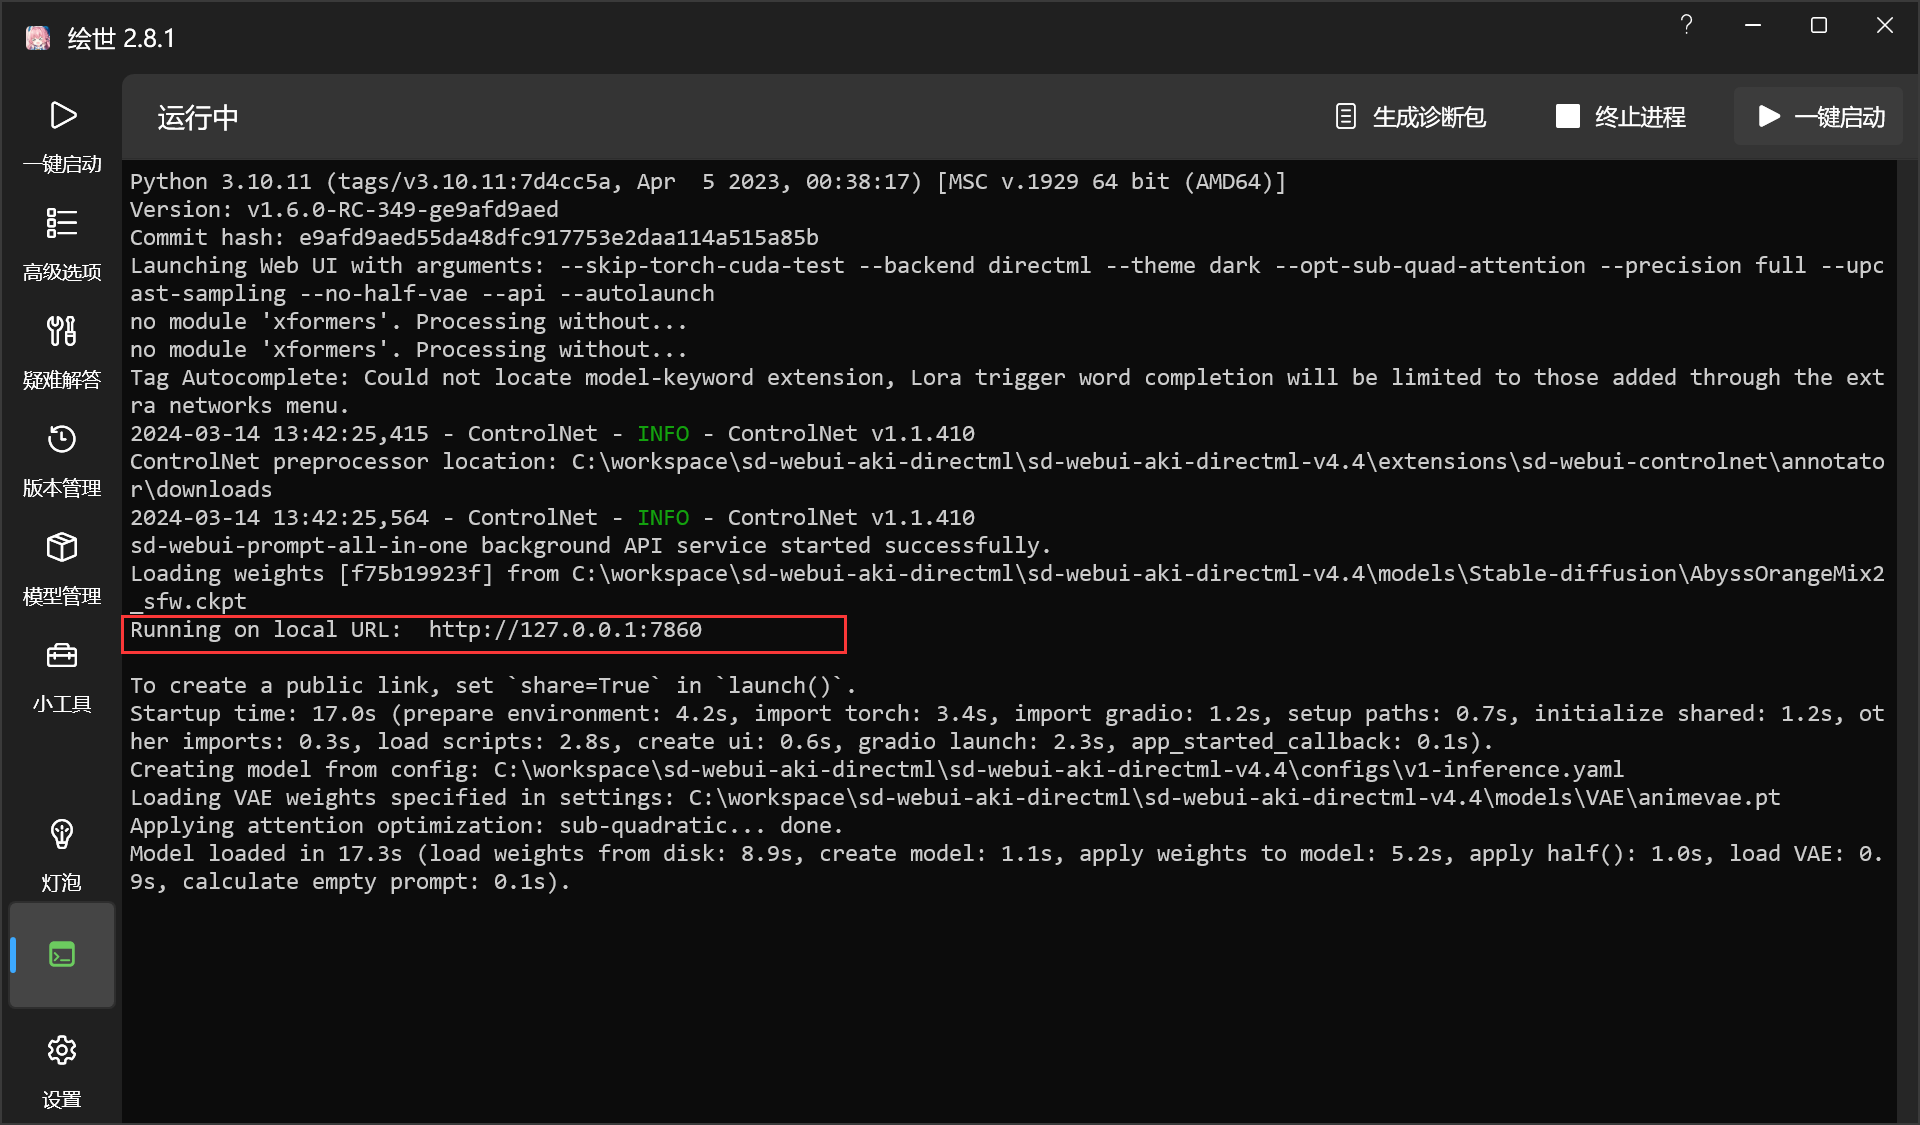 绘世 2.8.1
?
一键启动
高级选项
疑难解答
版本管理
模型管理
小工具
灯泡
设置
运行中
生成诊断包
终止进程
一键启动
Python 3.10.11 (tags/v3.10.11:7d4cc5a, Apr  5 2023, 00:38:17) [MSC v.1929 64 bit (AMD64)]
Version: v1.6.0-RC-349-ge9afd9aed
Commit hash: e9afd9aed55da48dfc917753e2daa114a515a85b
Launching Web UI with arguments: --skip-torch-cuda-test --backend directml --theme dark --opt-sub-quad-attention --precision full --upc
ast-sampling --no-half-vae --api --autolaunch
no module 'xformers'. Processing without...
no module 'xformers'. Processing without...
Tag Autocomplete: Could not locate model-keyword extension, Lora trigger word completion will be limited to those added through the ext
ra networks menu.
2024-03-14 13:42:25,415 - ControlNet - INFO - ControlNet v1.1.410
ControlNet preprocessor location: C:\workspace\sd-webui-aki-directml\sd-webui-aki-directml-v4.4\extensions\sd-webui-controlnet\annotato
r\downloads
2024-03-14 13:42:25,564 - ControlNet - INFO - ControlNet v1.1.410
sd-webui-prompt-all-in-one background API service started successfully.
Loading weights [f75b19923f] from C:\workspace\sd-webui-aki-directml\sd-webui-aki-directml-v4.4\models\Stable-diffusion\AbyssOrangeMix2
_sfw.ckpt
Running on local URL:  http://127.0.0.1:7860
To create a public link, set `share=True` in `launch()`.
Startup time: 17.0s (prepare environment: 4.2s, import torch: 3.4s, import gradio: 1.2s, setup paths: 0.7s, initialize shared: 1.2s, ot
her imports: 0.3s, load scripts: 2.8s, create ui: 0.6s, gradio launch: 2.3s, app_started_callback: 0.1s).
Creating model from config: C:\workspace\sd-webui-aki-directml\sd-webui-aki-directml-v4.4\configs\v1-inference.yaml
Loading VAE weights specified in settings: C:\workspace\sd-webui-aki-directml\sd-webui-aki-directml-v4.4\models\VAE\animevae.pt
Applying attention optimization: sub-quadratic... done.
Model loaded in 17.3s (load weights from disk: 8.9s, create model: 1.1s, apply weights to model: 5.2s, apply half(): 1.0s, load VAE: 0.
9s, calculate empty prompt: 0.1s).